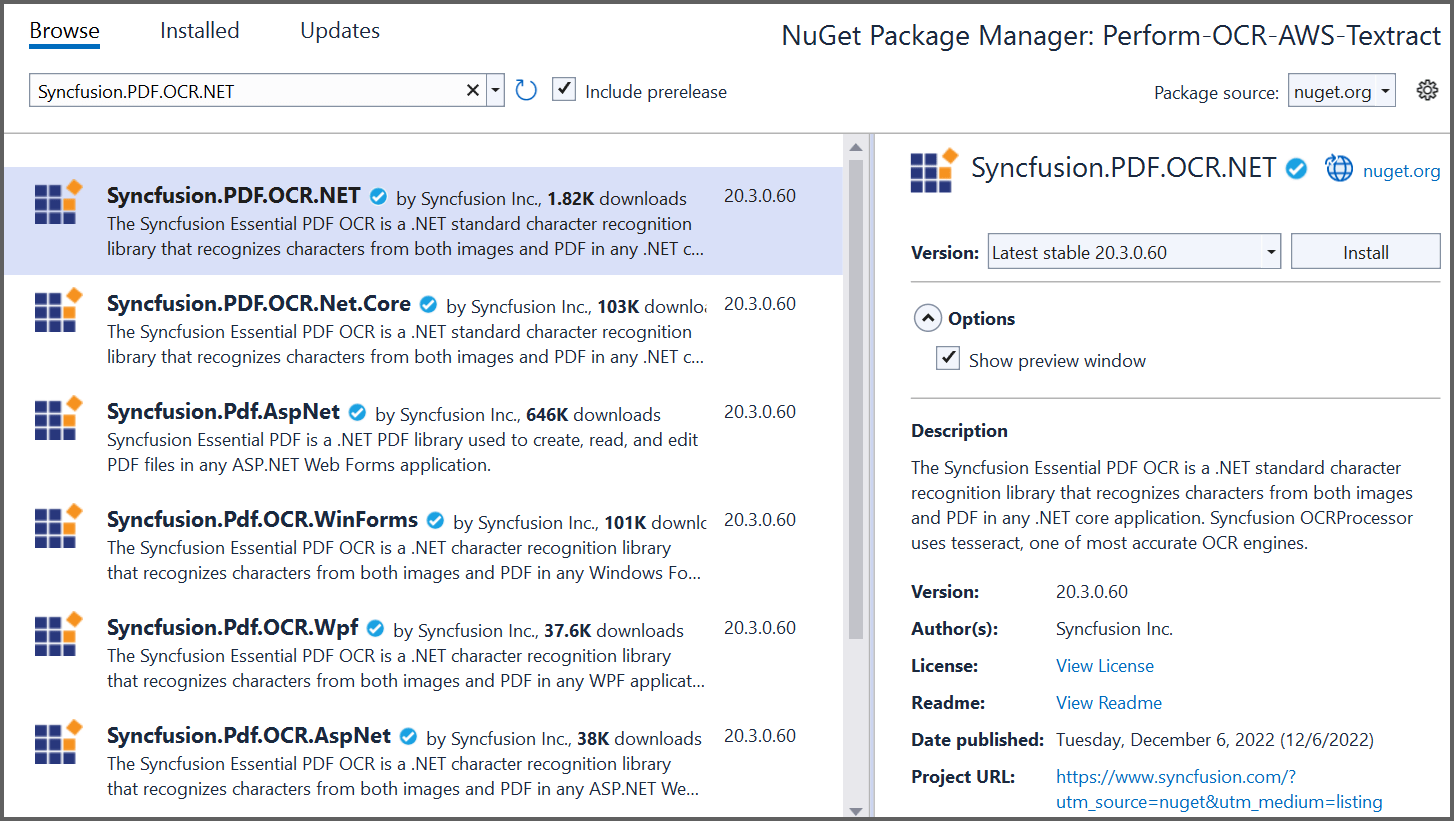 Browse Installed Updates
NuGet Package Manager: Perform-OCR-AWS-Textract
Syncfusion.PDF.OCR.NET
Include prerelease
Package source: nuget.org
Syncfusion.PDF.OCR.NET by Syncfusion Inc., 1.82K downloads 20.3.0.60
The Syncfusion Essential PDF OCR is a .NET standard character recognition
library that recognizes characters from both images and PDF in any .NET c...
Syncfusion.PDF.OCR.Net.Core by Syncfusion Inc., 103K downloa 20.3.0.60
The Syncfusion Essential PDF OCR is a .NET standard character recognition
library that recognizes characters from both images and PDF in any .NET c...
Syncfusion.Pdf.AspNet by Syncfusion Inc., 646K downloads 20.3.0.60
Syncfusion Essential PDF is a .NET PDF library used to create, read, and edit
PDF files in any ASP.NET Web Forms application.
Syncfusion.Pdf.OCR.WinForms by Syncfusion Inc., 101K downlc 20.3.0.60
The Syncfusion Essential PDF OCR is a .NET character recognition library
that recognizes characters from both images and PDF in any Windows Fo...
Syncfusion.Pdf.OCR.Wpf by Syncfusion Inc., 37.6K downloads 20.3.0.60
The Syncfusion Essential PDF OCR is a .NET character recognition library
that recognizes characters from both images and PDF in any WPF applicat...
Syncfusion.Pdf.OCR.AspNet by Syncfusion Inc., 38K downloads 20.3.0.60
The Syncfusion Essential PDF OCR is a .NET character recognition library
that recognizes characters from both images and PDF in any ASP.NET We...
Syncfusion.PDF.OCR.NET nuget.org
Version: Latest stable 20.3.0.60 Install
Options
Show preview window
Description
The Syncfusion Essential PDF OCR is a .NET standard character
recognition library that recognizes characters from both images
and PDF in any .NET core application. Syncfusion OCRProcessor
uses tesseract, one of most accurate OCR engines.
Version: 20.3.0.60
Author(s): Syncfusion Inc.
License: View License
Readme: View Readme
Date published: Tuesday, December 6, 2022 (12/6/2022)
Project URL: https://www.syncfusion.com/?
utm_source=nuget&utm_medium=listing